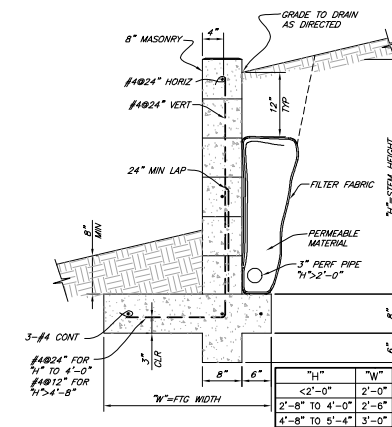 4"
GRADE TO DRAIN
AS DIRECTED
8" MASONRY
#4@24" HORIZ
#4@24" VERT
12"
TYP
24" MIN LAP
"H"=STEM HEIGHT
FILTER FABRIC
8"
MIN
PERMEABLE
MATERIAL
3" PERF PIPE
"H">2'-0"
3-#4 CONT
#4@24" FOR
"H" TO 4'-0"
#4@12" FOR
"H">4'-8"
3"
CLR
8"
6"
8"
6"
"W"=FTG WIDTH
"H" "W"
<2'-0" 2'-0"
2'-8" TO 4'-0" 2'-6"
4'-8" TO 5'-4" 3'-0"